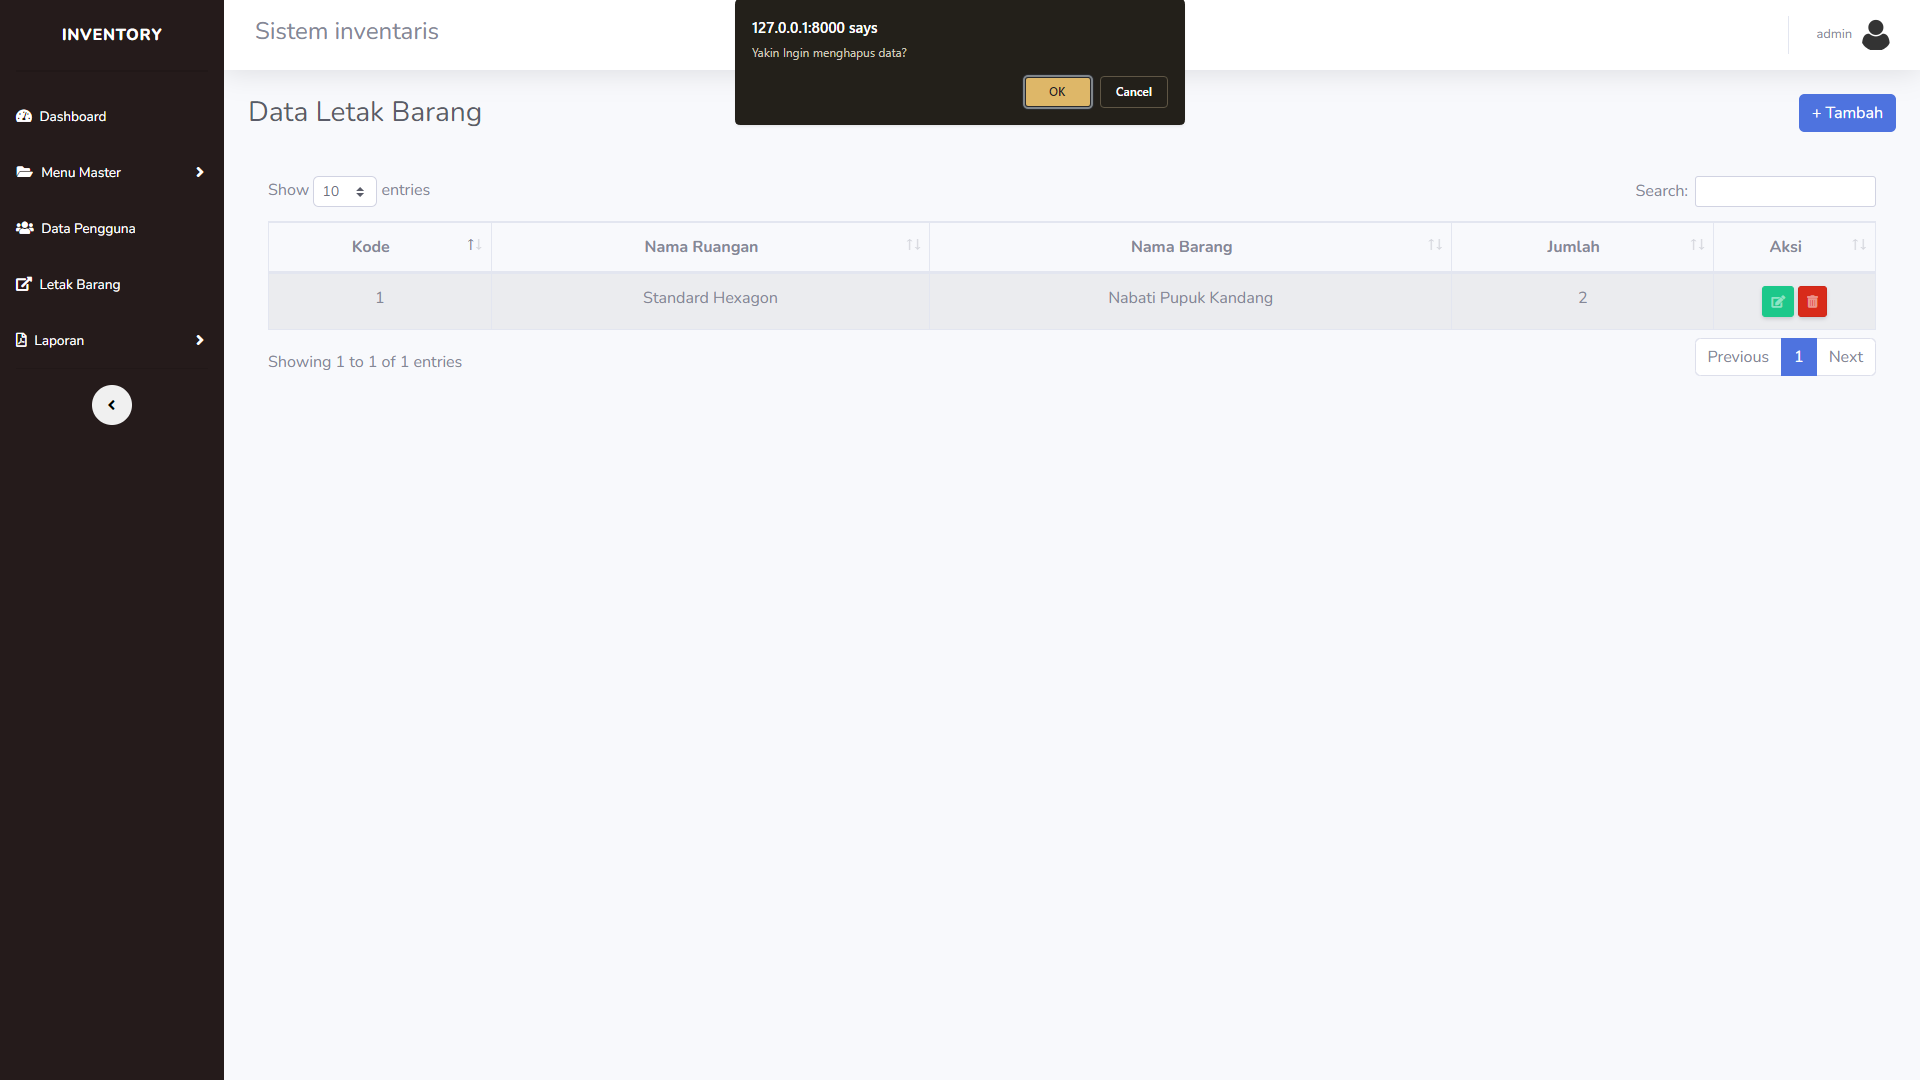 INVENTORY
Sistem inventaris
127.0.0.1:8000 says
Yakin Ingin menghapus data?
OK
Cancel
admin
Dashboard
Menu Master
Data Pengguna
Letak Barang
Laporan
Data Letak Barang
+ Tambah
Show 10 entries
Search:
Kode Nama Ruangan Nama Barang Jumlah Aksi
1 Standard Hexagon Nabati Pupuk Kandang 2
Showing 1 to 1 of 1 entries
Previous 1 Next